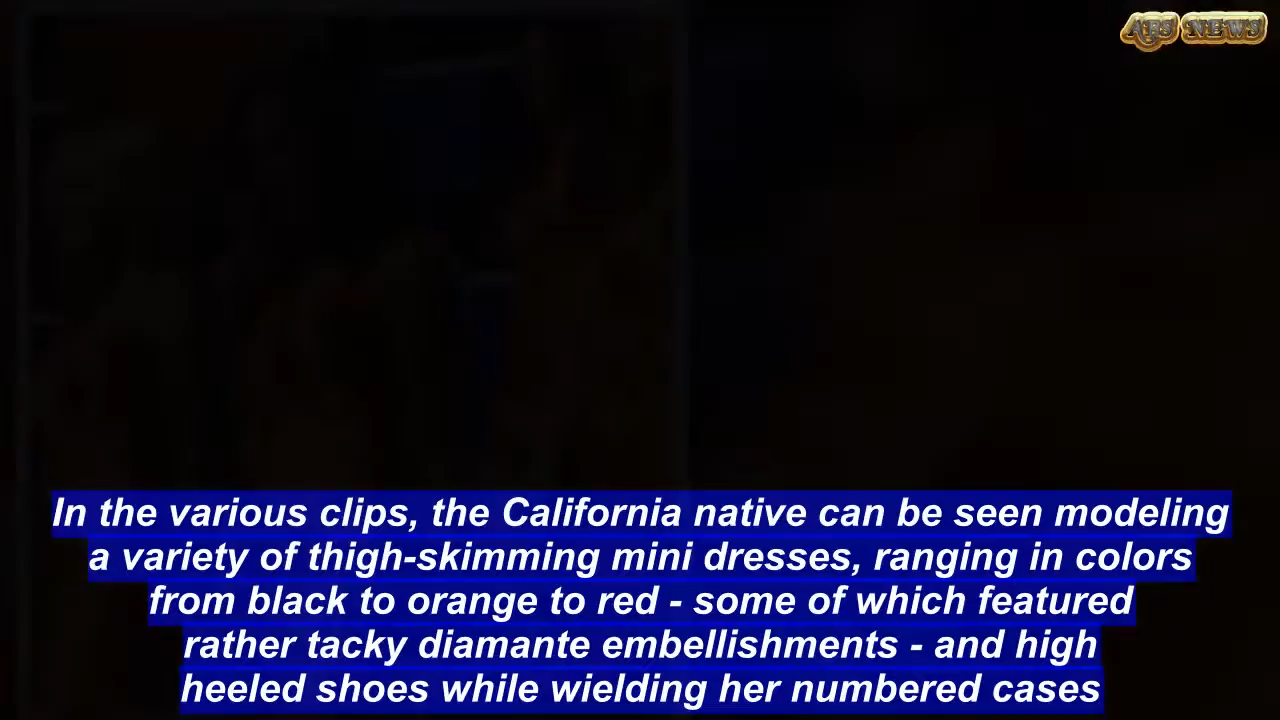 ARS NEWS
In the various clips, the California native can be seen modeling
a variety of thigh-skimming mini dresses, ranging in colors
from black to orange to red - some of which featured
rather tacky diamante embellishments - and high
heeled shoes while wielding her numbered cases